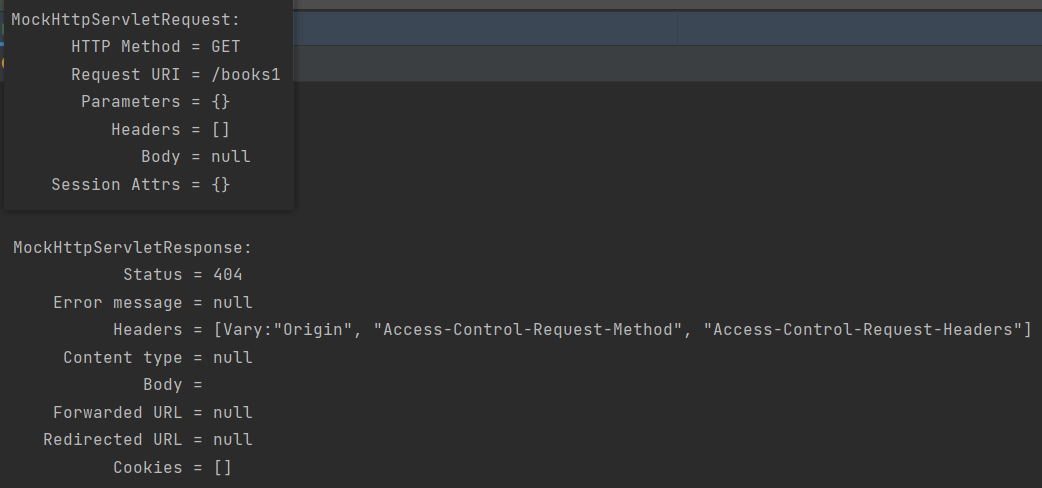 MockHttpServletRequest:
HTTP Method = GET
Request URI = /books1
Parameters = {}
Headers = []
Body = null
Session Attrs = {}
MockHttpServletResponse:
Status = 404
Error message = null
Headers = [Vary:"Origin", "Access-Control-Request-Method", "Access-Control-Request-Headers"]
Content type = null
Body =
Forwarded URL = null
Redirected URL = null
Cookies = []